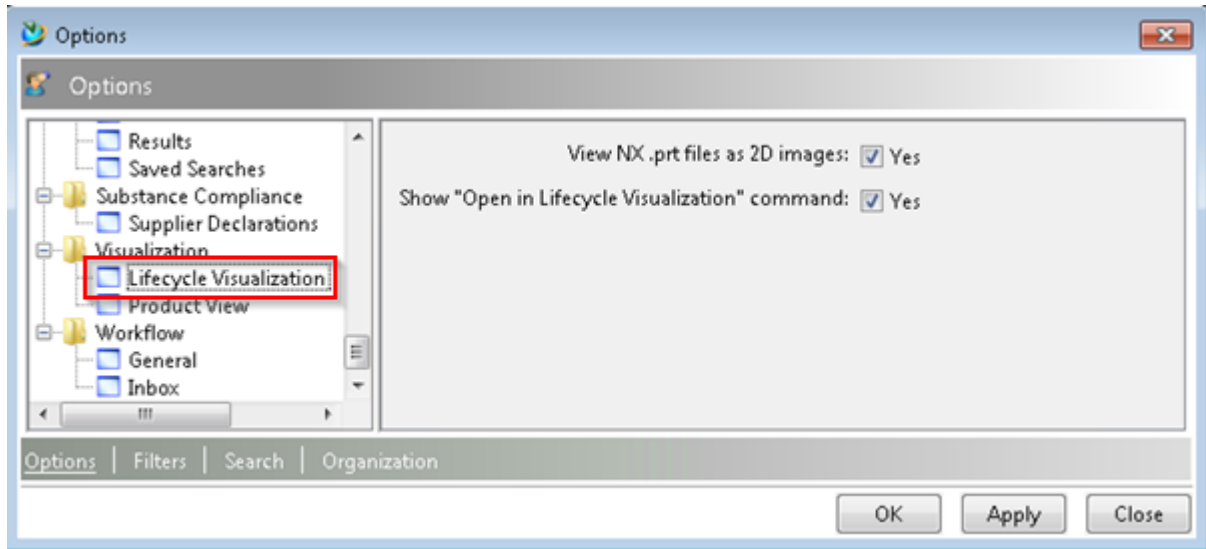 Options
Options
Results
Saved Searches
Substance Compliance
Supplier Declarations
Visualization
Lifecycle Visualization
Product View
Workflow
General
Inbox
View NX .prt files as 2D images: Yes
Show "Open in Lifecycle Visualization" command: Yes
Options | Filters | Search | Organization
OK Apply Close